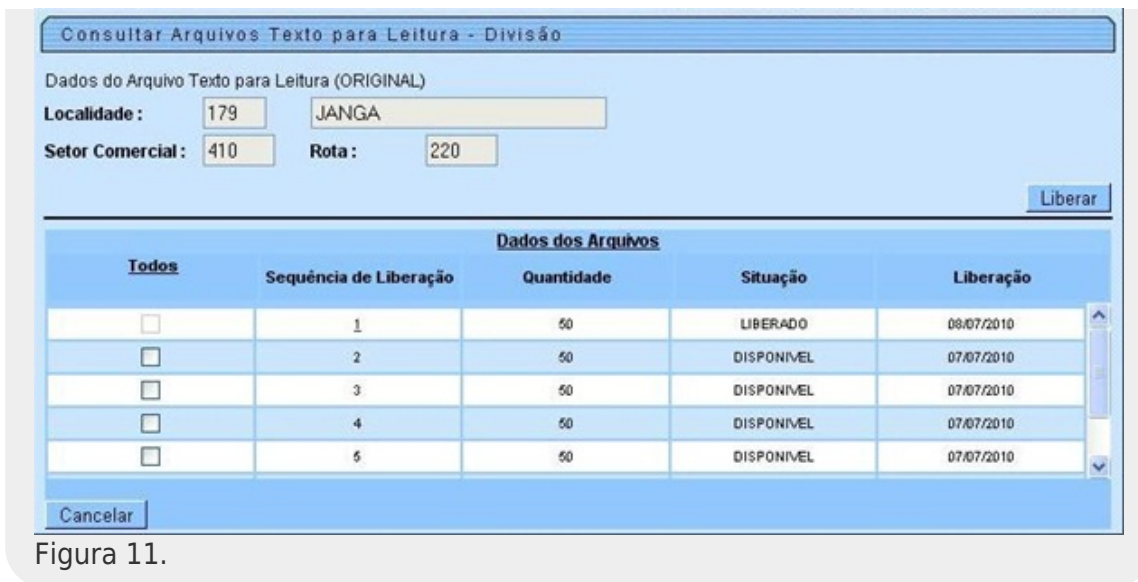 Consultar Arquivos Texto para Leitura - Divisão
Dados do Arquivo Texto para Leitura (ORIGINAL)
Localidade : 179 JANGA
Setor Comercial : 410 Rota : 220
Liberar
Dados dos Arquivos
Todos Sequência de Liberação Quantidade Situação Liberação
1 50 LIBERADO 08/07/2010
2 50 DISPONIVEL 07/07/2010
3 50 DISPONIVEL 07/07/2010
4 50 DISPONIVEL 07/07/2010
5 50 DISPONIVEL 07/07/2010
Cancelar
Figura 11.